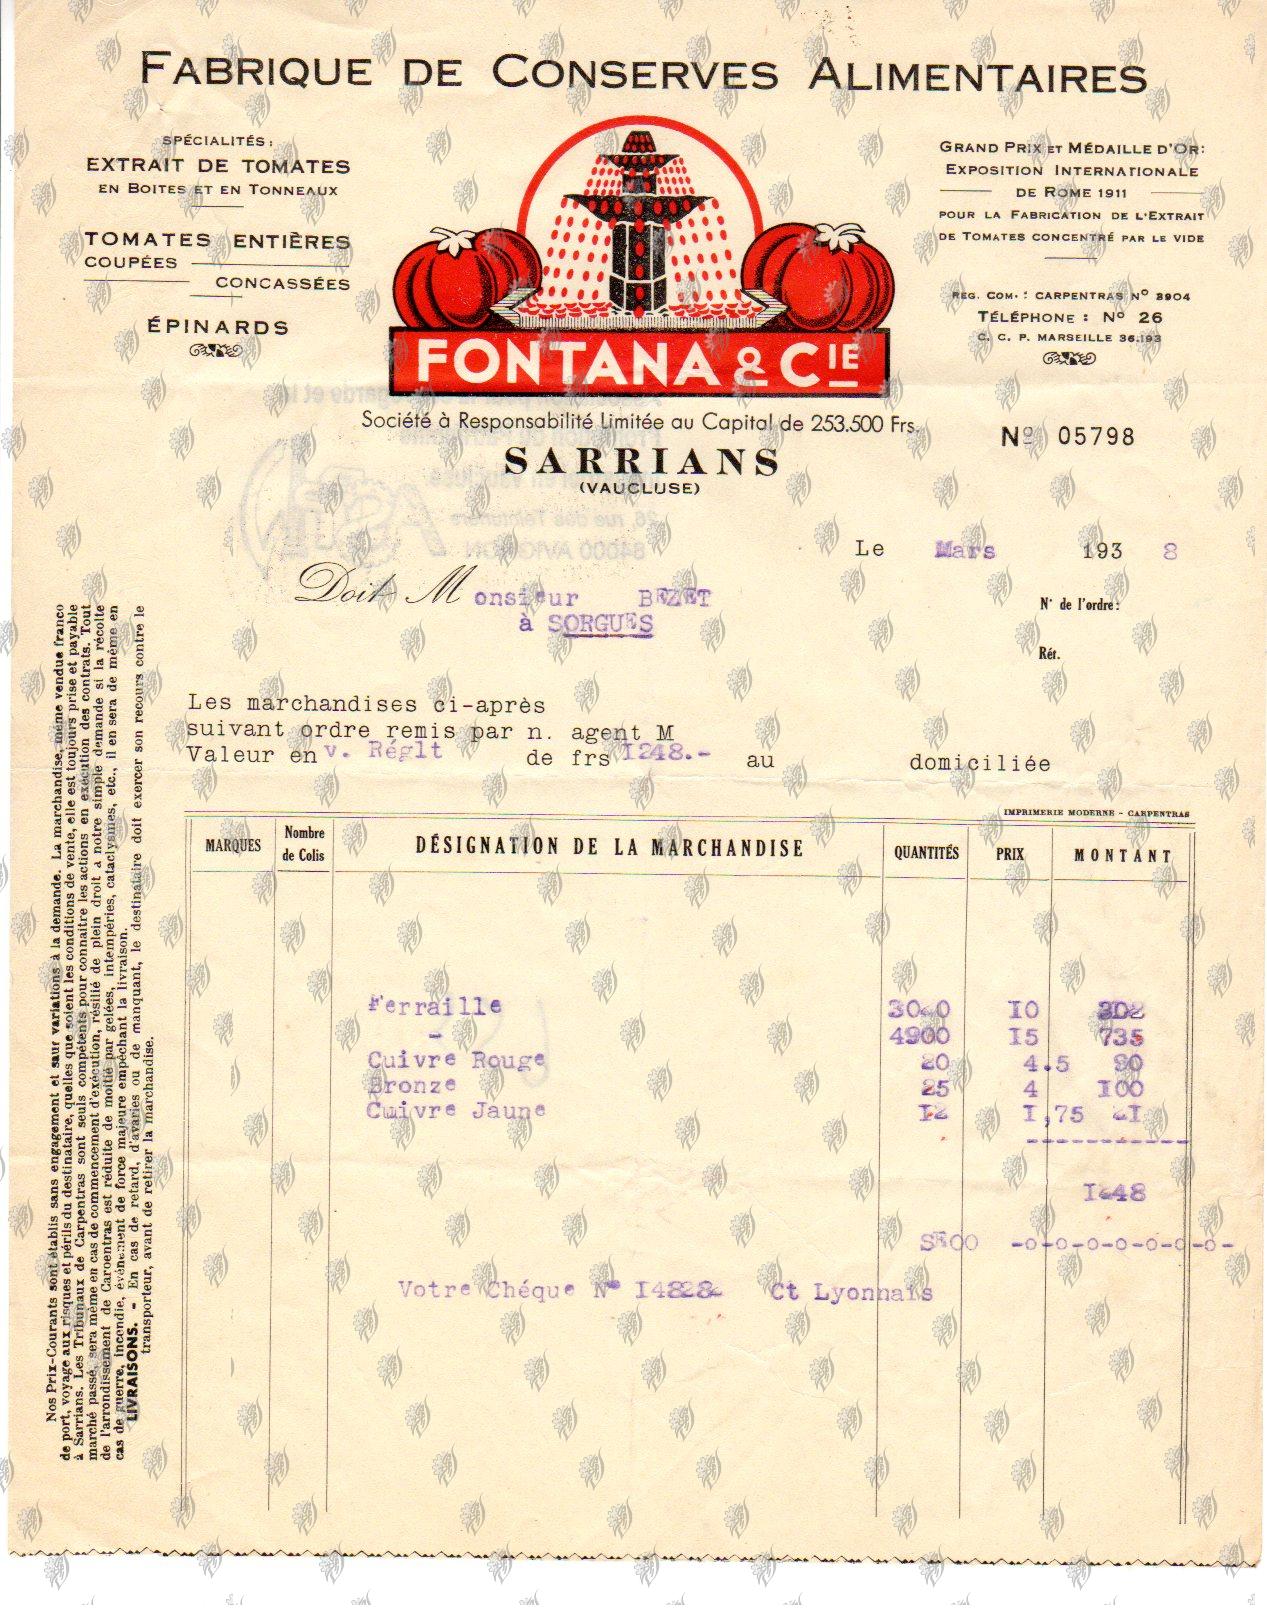 FABRIQUE DE CONSERVES ALIMENTAIRES
SPÉCIALITÉS :
EXTRAIT DE TOMATES
EN BOITES ET EN TONNEAUX
TOMATES ENTIÈRES
COUPÉES
CONCASSÉES
ÉPINARDS
FONTANA & CIE
Société à Responsabilité Limitée au Capital de 253.500 Frs.
SARRIANS
(VAUCLUSE)
GRAND PRIX ET MÉDAILLE D'OR :
EXPOSITION INTERNATIONALE
DE ROME 1911
POUR LA FABRICATION DE L'EXTRAIT
DE TOMATES CONCENTRÉ PAR LE VIDE
REG. COM. : CARPENTRAS No 3904
TÉLÉPHONE : No 26
C. C. P. MARSEILLE 36.193
No 05798
Le Mars 193 8
Doit Monsieur BEZET
à SORGUES
N° de l'ordre :
Réf.
Les marchandises ci-après
suivant ordre remis par n. agent M
Valeur en v. Réglt de frs I248.- au domiciliée
IMPRIMERIE MODERNE - CARPENTRAS
MARQUES Nombre de Colis DÉSIGNATION DE LA MARCHANDISE QUANTITÉS PRIX MONTANT
Ferraille IO
- 4900 I5 735
Cuivre Rouge 20 4.5 90
Bronze 25 4 I00
Cuivre Jaune I2 I,75 2I
-----------
I248
-o-o-o-o-o-o-o-
Votre Chéque N° Ct Lyonnais
Nos Prix-Courants sont établis sans engagement et sauf variations à la demande. La marchandise, même vendue franco
de port, voyage aux risques et périls du destinataire, quelles que soient les conditions de vente, elle est toujours prise et payable
à Sarrians. Les Tribunaux de Carpentras sont seuls compétents pour connaitre les actions en exécution des contrats. Tout
marché passé, sera même en cas de commencement d'exécution, résilié de plein droit à notre simple demande si la récolte
de l'arrondissement de Caroentras est réduite de moitié par gelées, intempéries, cataclysmes, etc., il en sera de même en
cas de guerre, incendie, événement de force majeure empêchant la livraison.
LIVRAISONS. - En cas de retard, d'avaries ou de manquant, le destinataire doit exercer son recours contre le
transporteur, avant de retirer la marchandise.